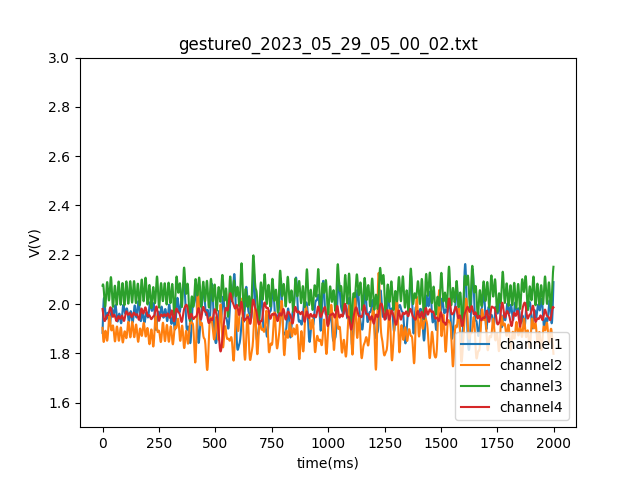 gesture0_2023_05_29_05_00_02.txt
V(V)
3.0
2.8
2.6
2.4
2.2
2.0
1.8
1.6
channel1
channel2
channel3
channel4
0 250 500 750 1000 1250 1500 1750 2000
time(ms)